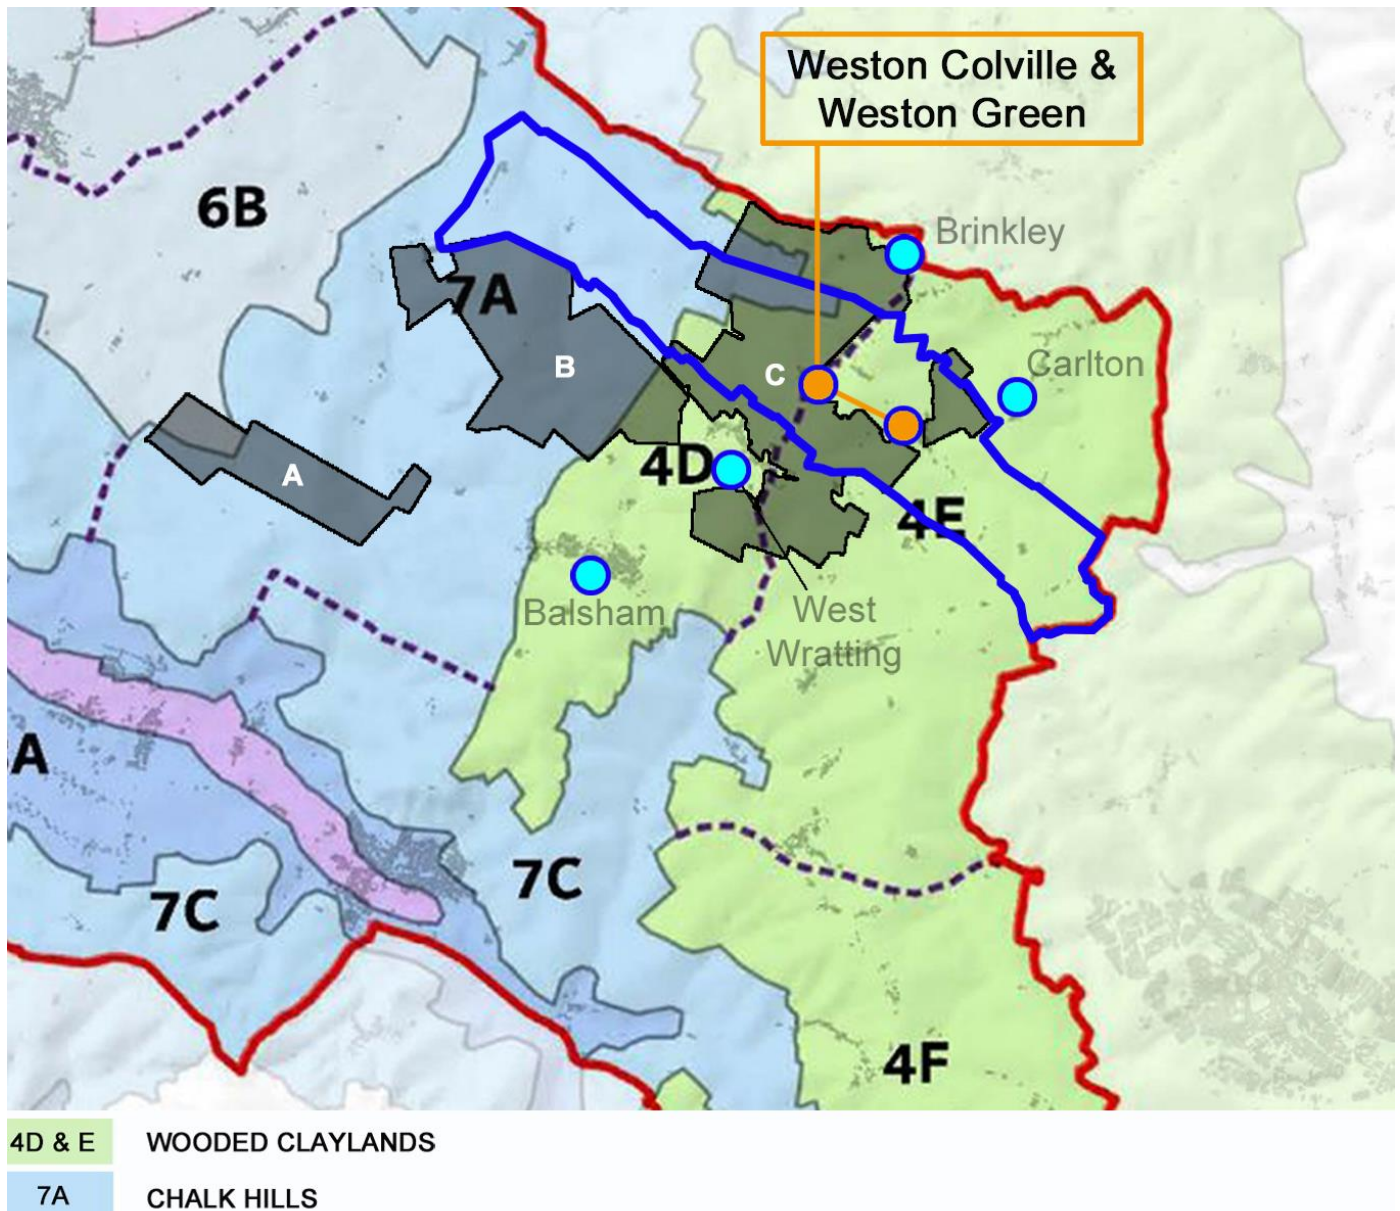 Weston Colville &
Weston Green
6B
Brinkley
7A
B
C
Carlton
A
4D
4E
Balsham
West
Wratting
A
7C
7C
4F
4D & E WOODED CLAYLANDS
7A CHALK HILLS